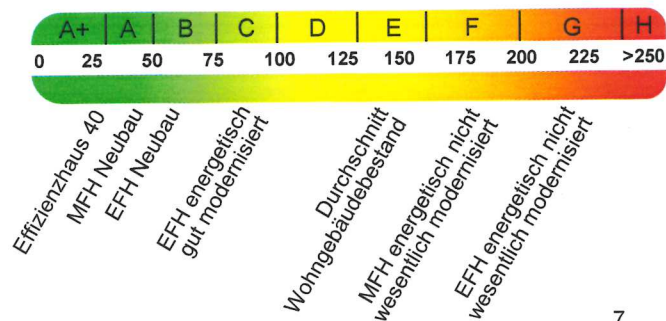 A+ A B C D E F G H
0 25 50 75 100 125 150 175 200 225 >250
Effizienzhaus 40
MFH Neubau
EFH Neubau
EFH energetisch
gut modernisiert
Durchschnitt
Wohngebäudebestand
MFH energetisch nicht
wesentlich modernisiert
EFH energetisch nicht
wesentlich modernisiert
7